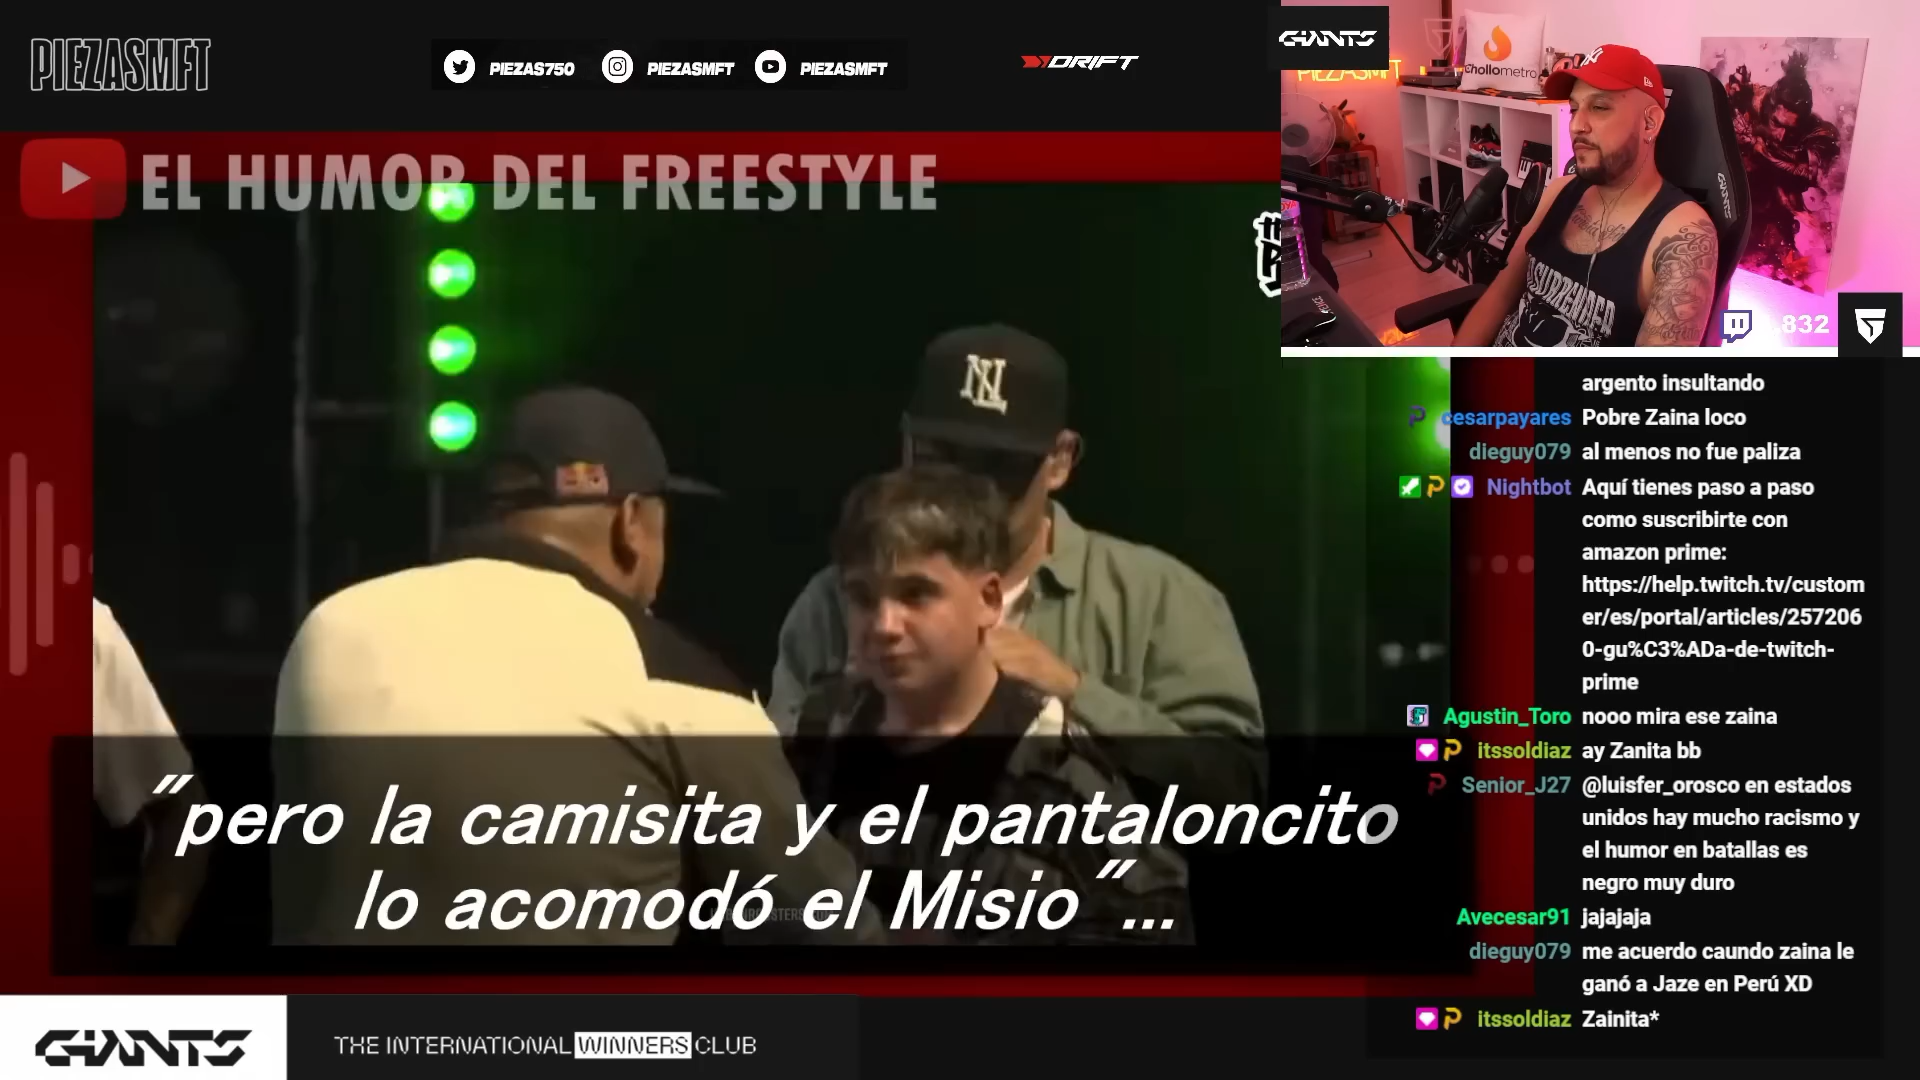 PIEZASMFT
PIEZAS750
PIEZASMFT
PIEZASMFT
DRIFT
GIANTS
PIEZASMFT
Chollometro
EL HUMOR DEL FREESTYLE
832
argento insultando
cesarpayares Pobre Zaina loco
dieguy079 al menos no fue paliza
Nightbot Aquí tienes paso a paso
como suscribirte con
amazon prime:
https://help.twitch.tv/custom
er/es/portal/articles/257206
0-gu%C3%ADa-de-twitch-
prime
Agustin_Toro nooo mira ese zaina
itssoldiaz ay Zanita bb
Senior_J27 @luisfer_orosco en estados
unidos hay mucho racismo y
el humor en batallas es
negro muy duro
Avecesar91 jajajaja
dieguy079 me acuerdo caundo zaina le
ganó a Jaze en Perú XD
itssoldiaz Zainita*
"pero la camisita y el pantaloncito
lo acomodó el Misio"...
GIANTS
THE INTERNATIONAL WINNERS CLUB